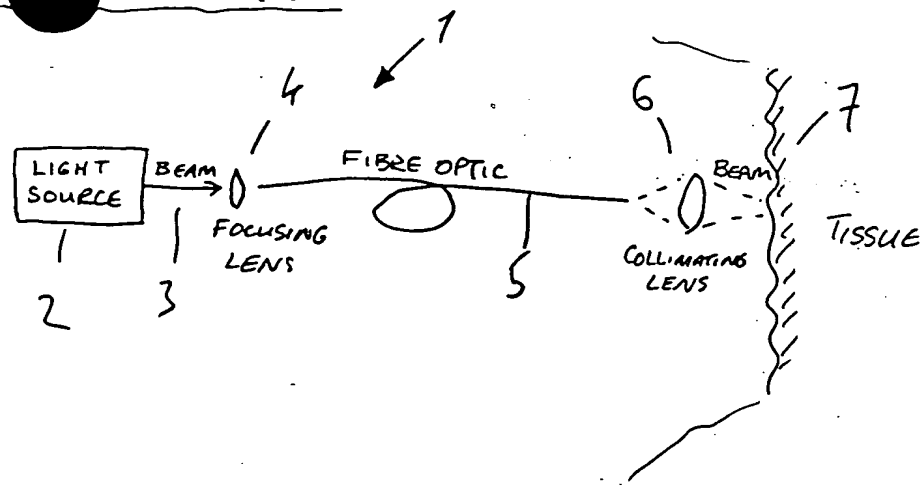 1
4
6
7
LIGHT
SOURCE
BEAM
FIBRE OPTIC
BEAM
FOCUSING
LENS
COLLIMATING
LENS
TISSUE
2
3
5